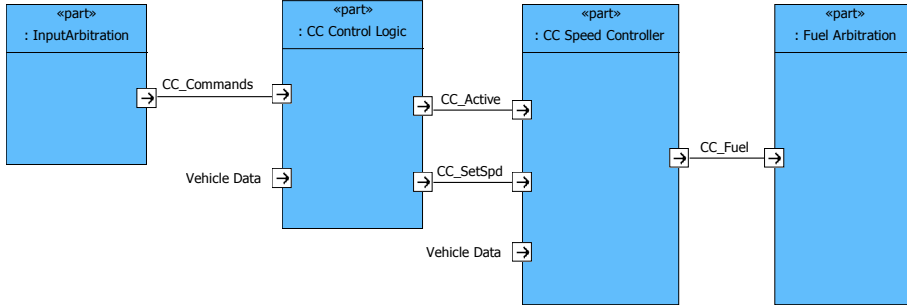 «part»
: InputArbitration
«part»
: CC Control Logic
«part»
: CC Speed Controller
«part»
: Fuel Arbitration
CC_Commands
CC_Active
CC_Fuel
Vehicle Data
CC_SetSpd
Vehicle Data